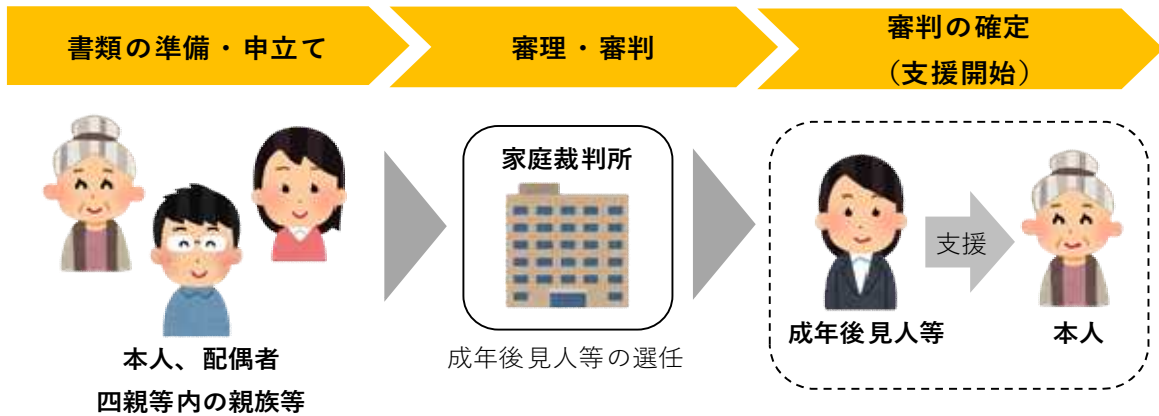 書類の準備・申立て
審理・審判
審判の確定
（支援開始）
家庭裁判所
支援
成年後見人等
本人
成年後見人等の選任
本人、配偶者
四親等内の親族等